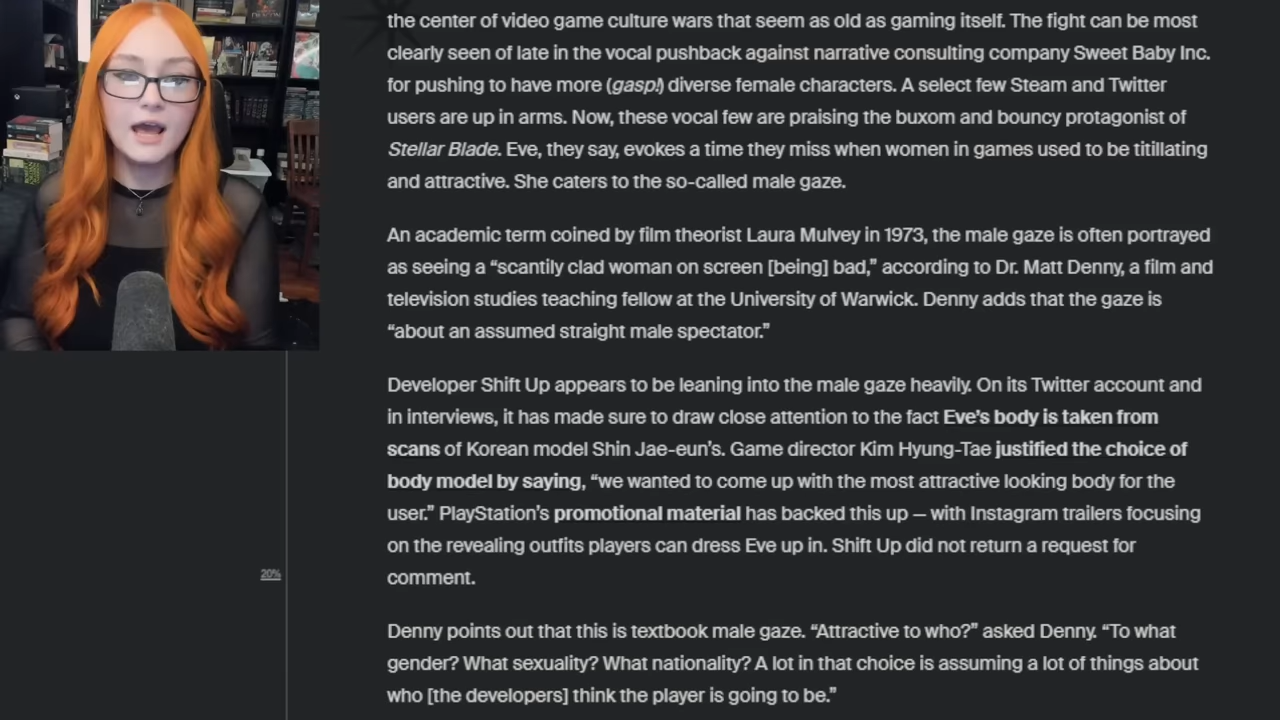 the center of video game culture wars that seem as old as gaming itself. The fight can be most
clearly seen of late in the vocal pushback against narrative consulting company Sweet Baby Inc.
for pushing to have more (gasp!) diverse female characters. A select few Steam and Twitter
users are up in arms. Now, these vocal few are praising the buxom and bouncy protagonist of
Stellar Blade. Eve, they say, evokes a time they miss when women in games used to be titillating
and attractive. She caters to the so-called male gaze.
An academic term coined by film theorist Laura Mulvey in 1973, the male gaze is often portrayed
as seeing a “scantily clad woman on screen [being] bad,” according to Dr. Matt Denny, a film and
television studies teaching fellow at the University of Warwick. Denny adds that the gaze is
“about an assumed straight male spectator.”
Developer Shift Up appears to be leaning into the male gaze heavily. On its Twitter account and
in interviews, it has made sure to draw close attention to the fact Eve’s body is taken from
scans of Korean model Shin Jae-eun’s. Game director Kim Hyung-Tae justified the choice of
body model by saying, “we wanted to come up with the most attractive looking body for the
user.” PlayStation’s promotional material has backed this up — with Instagram trailers focusing
on the revealing outfits players can dress Eve up in. Shift Up did not return a request for
comment.
20%
Denny points out that this is textbook male gaze. “Attractive to who?” asked Denny. “To what
gender? What sexuality? What nationality? A lot in that choice is assuming a lot of things about
who [the developers] think the player is going to be.”